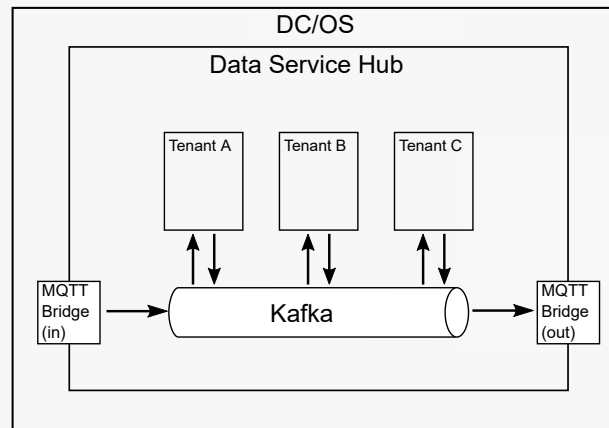 DC/OS
Data Service Hub
Tenant A
Tenant B
Tenant C
MQTT
Bridge
(in)
Kafka
MQTT
Bridge
(out)